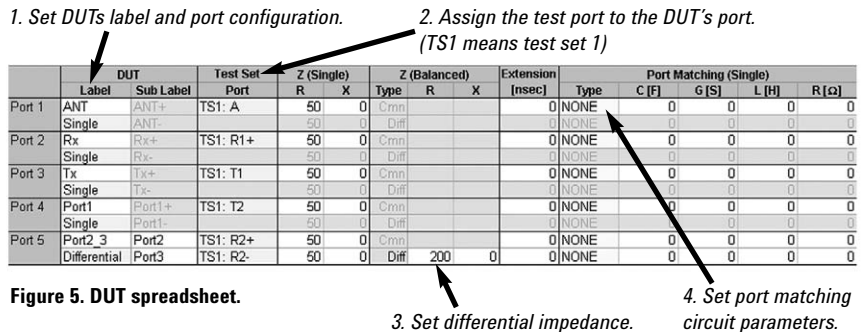 1. Set DUTs label and port configuration.
2. Assign the test port to the DUT's port.
(TS1 means test set 1)
DUT Test Set Z (Single) Z (Balanced) Extension Port Matching (Single)
Label Sub Label Port R X Type R X [nsec] Type C [F] G [S] L [H] R [Ω]
Port 1 ANT ANT+ TS1: A 50 0 Cmn 0 NONE 0 0 0 0
Single ANT- 50 0 Diff 0 NONE 0 0 0 0
Port 2 Rx Rx+ TS1: R1+ 50 0 Cmn 0 NONE 0 0 0 0
Single Rx- 50 0 Diff 0 NONE 0 0 0 0
Port 3 Tx Tx+ TS1: T1 50 0 Cmn 0 NONE 0 0 0 0
Single Tx- 50 0 Diff 0 NONE 0 0 0 0
Port 4 Port1 Port1+ TS1: T2 50 0 Cmn 0 NONE 0 0 0 0
Single Port1- 50 0 Diff 0 NONE 0 0 0 0
Port 5 Port2_3 Port2 TS1: R2+ 50 0 Cmn 0 NONE 0 0 0 0
Differential Port3 TS1: R2- 50 0 Diff 200 0 0 NONE 0 0 0 0
Figure 5. DUT spreadsheet.
3. Set differential impedance.
4. Set port matching
circuit parameters.